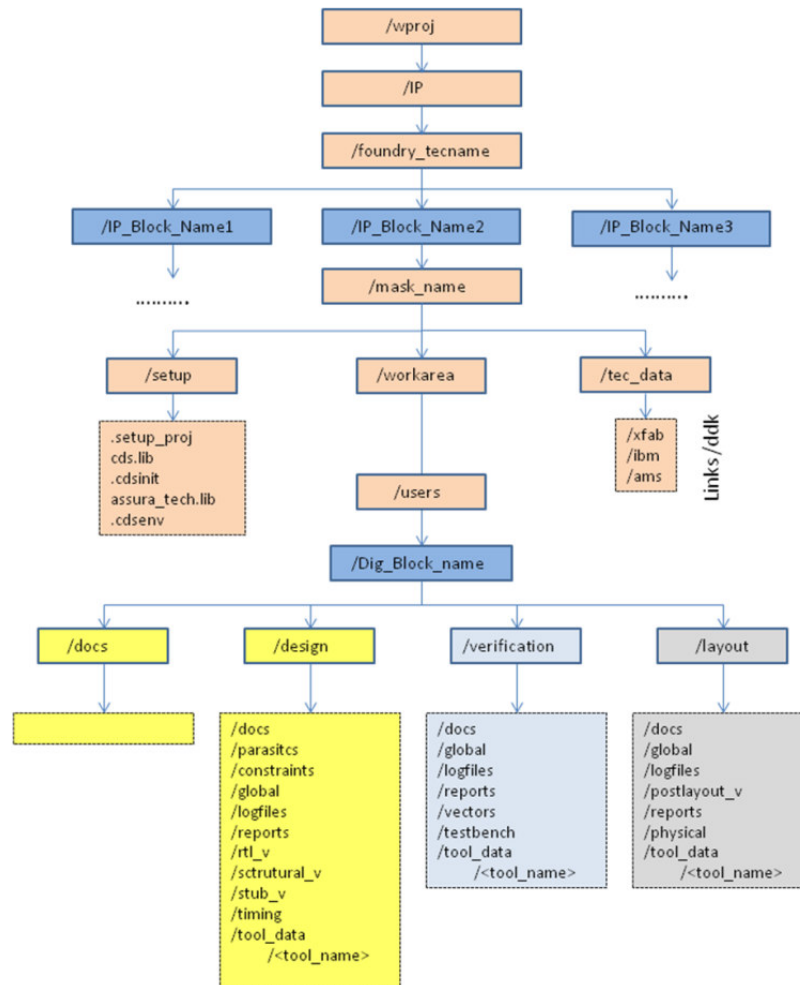 /wproj
/IP
/foundry_tecname
/IP_Block_Name1
/IP_Block_Name2
/IP_Block_Name3
..........
/mask_name
..........
/setup
/workarea
/tec_data
.setup_proj
cds.lib
.cdsinit
assura_tech.lib
.cdsenv
/xfab
/ibm
/ams
Links /ddk
/users
/Dig_Block_name
/docs
/design
/verification
/layout
/docs
/parasitcs
/constraints
/global
/logfiles
/reports
/rtl_v
/sctrutural_v
/stub_v
/timing
/tool_data
/<tool_name>
/docs
/global
/logfiles
/reports
/vectors
/testbench
/tool_data
/<tool_name>
/docs
/global
/logfiles
/postlayout_v
/reports
/physical
/tool_data
/<tool_name>